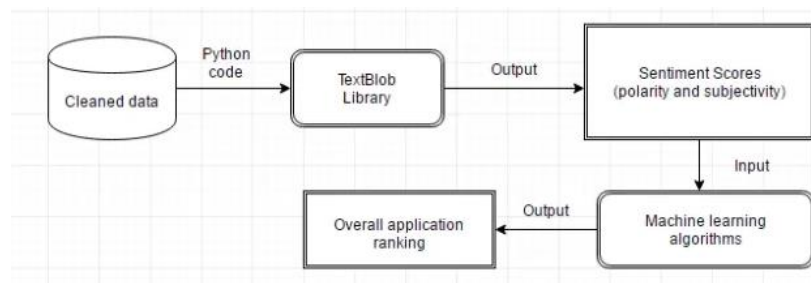 Cleaned data
Python
code
TextBlob
Library
Output
Sentiment Scores
(polarity and subjectivity)
Input
Machine learning
algorithms
Output
Overall application
ranking